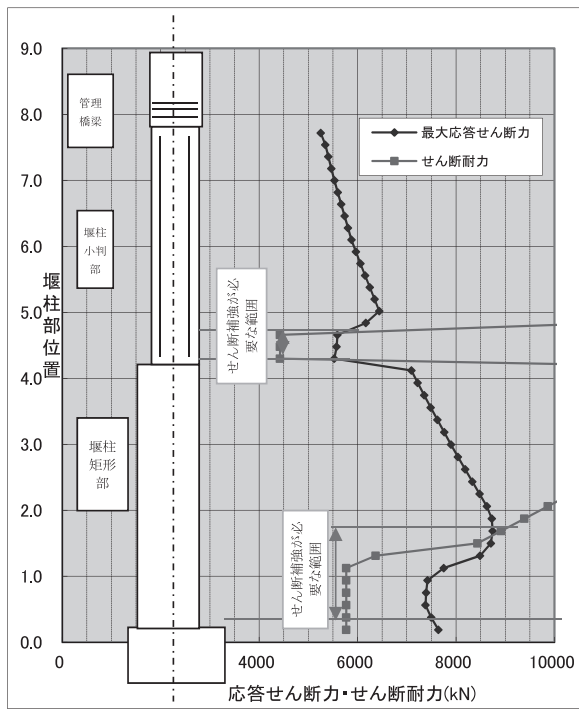 9.0
8.0
7.0
6.0
5.0
4.0
3.0
2.0
1.0
0.0
堰柱部位置
管理
橋梁
堰柱
小判
部
堰柱
矩形
部
最大応答せん断力
せん断耐力
せん断補強が必
要な範囲
せん断補強が必
要な範囲
0
4000
6000
8000
10000
応答せん断力・せん断耐力(kN)